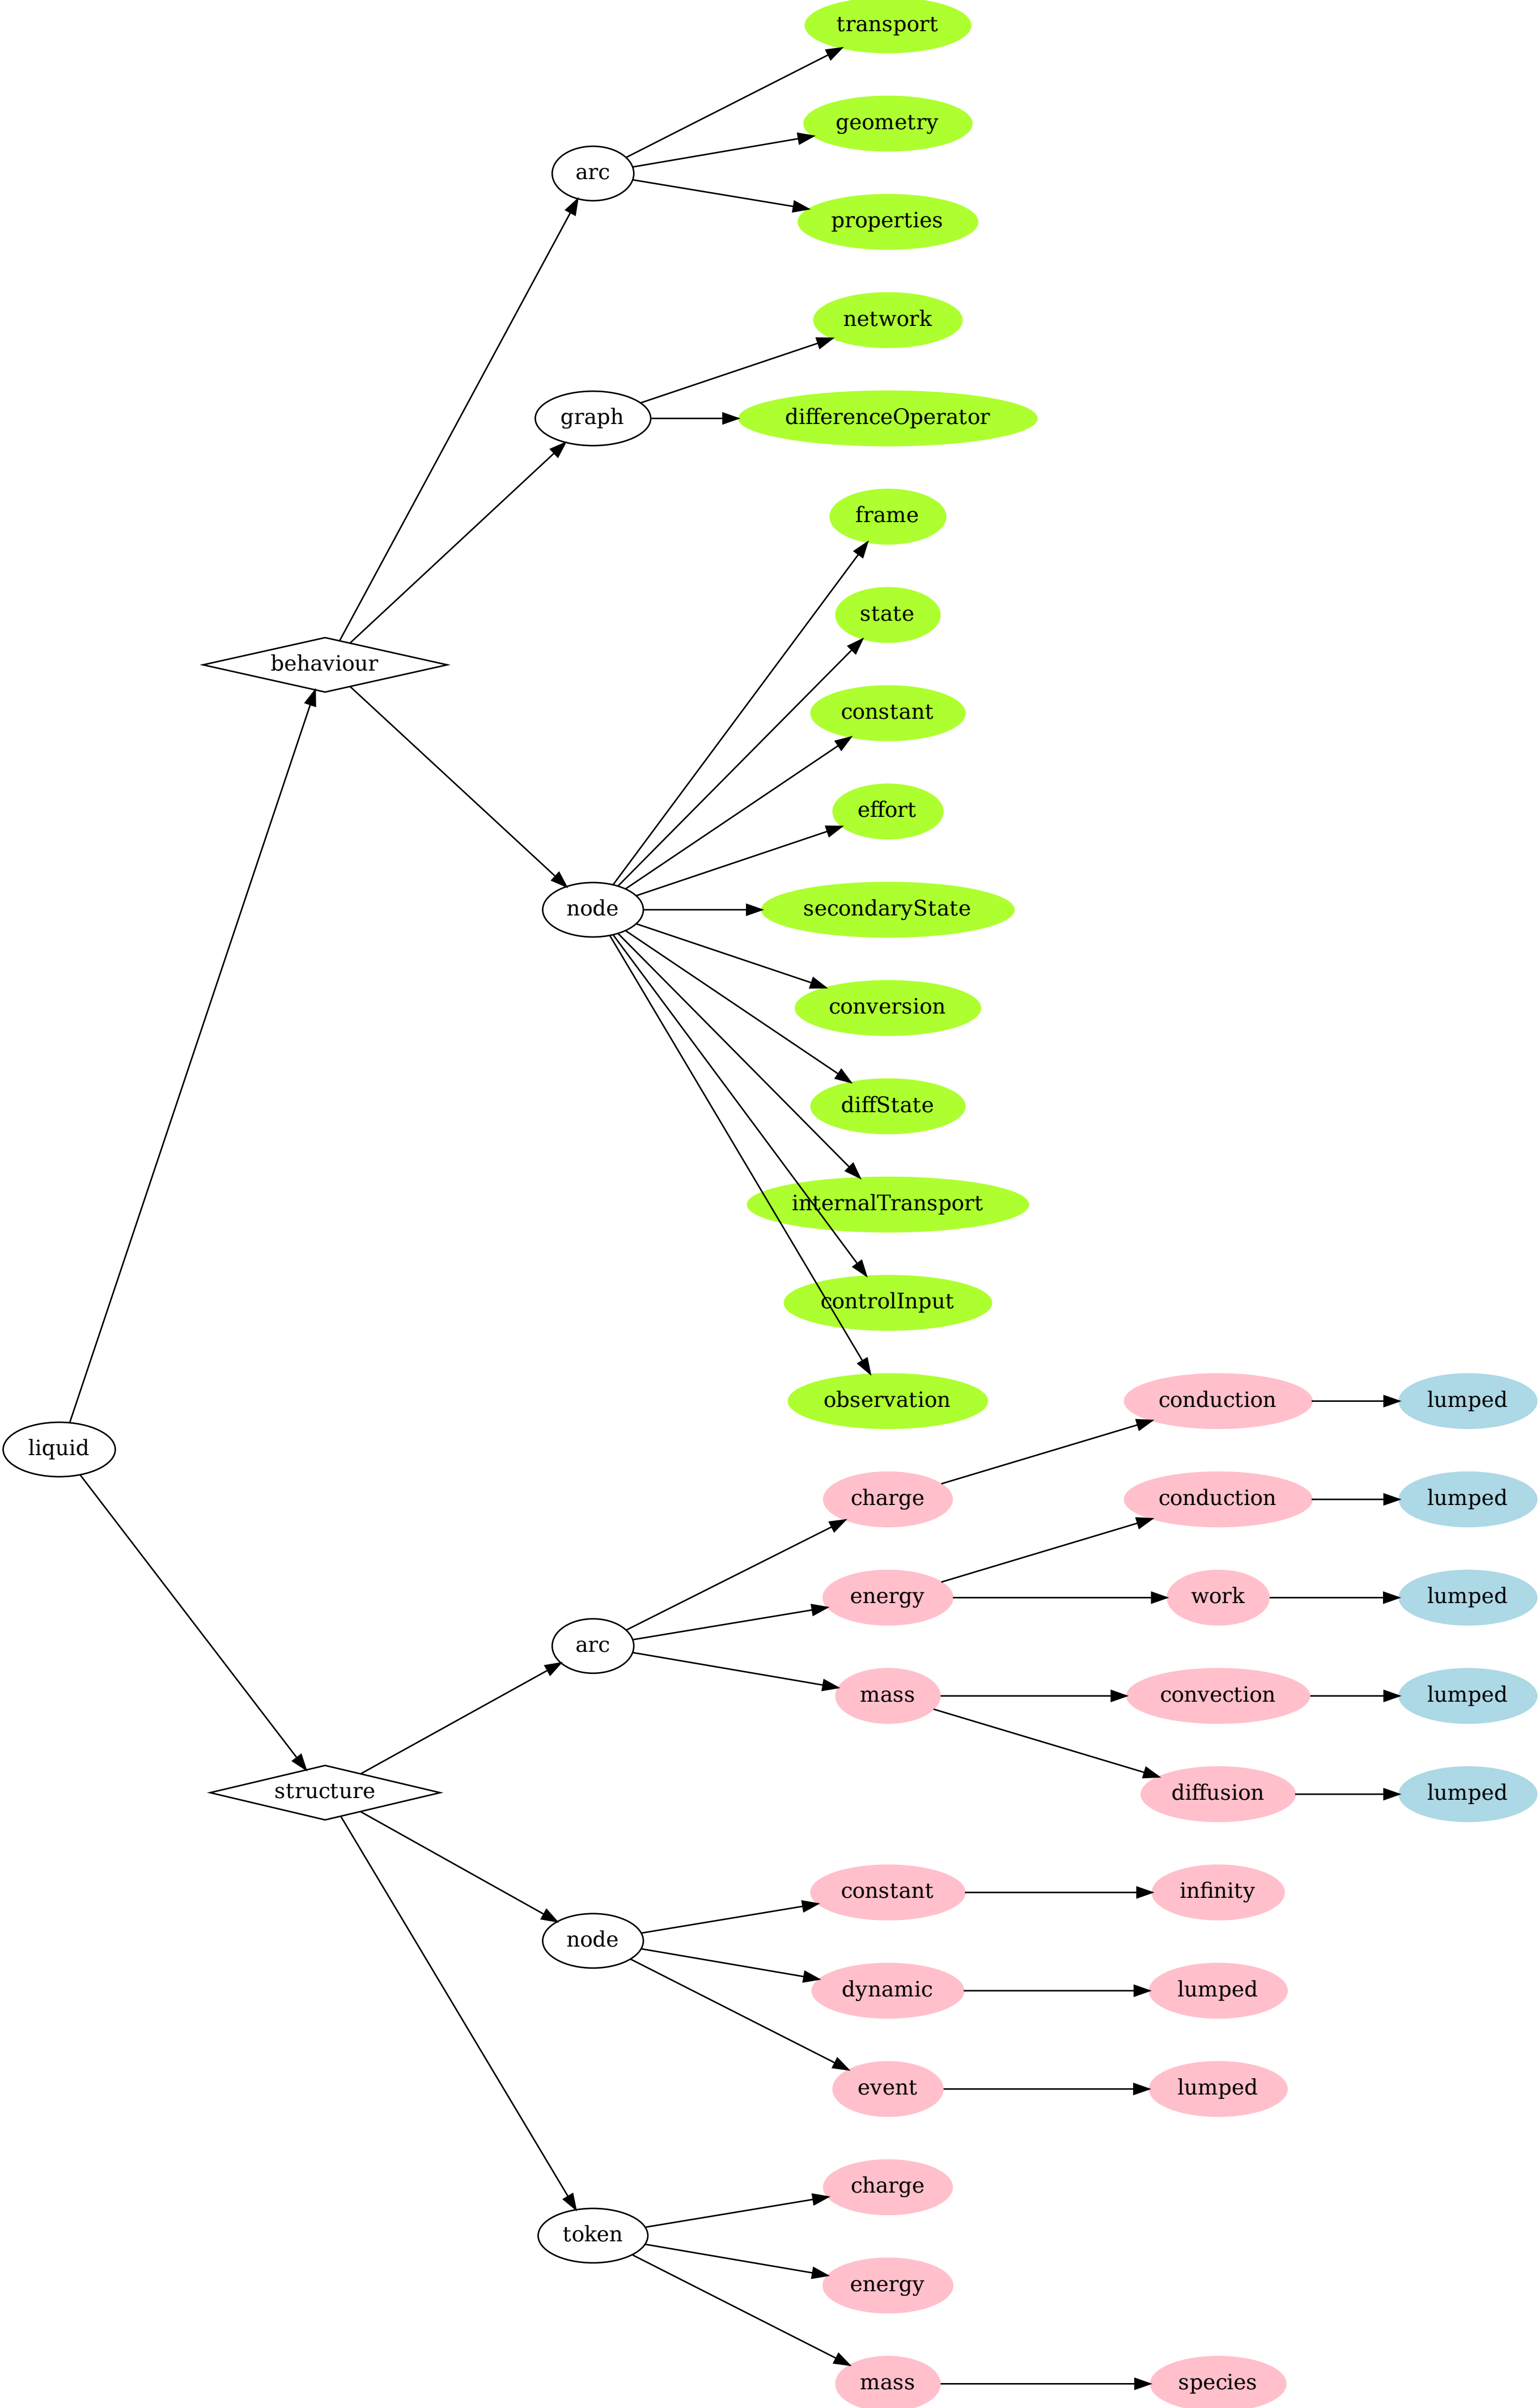 transport
geometry
arc
properties
network
graph
differenceOperator
frame
state
behaviour
constant
effort
node
secondaryState
conversion
diffState
internalTransport
controlInput
observation
conduction
lumped
liquid
charge
conduction
lumped
energy
work
lumped
arc
mass
convection
lumped
structure
diffusion
lumped
constant
infinity
node
dynamic
lumped
event
lumped
charge
token
energy
mass
species